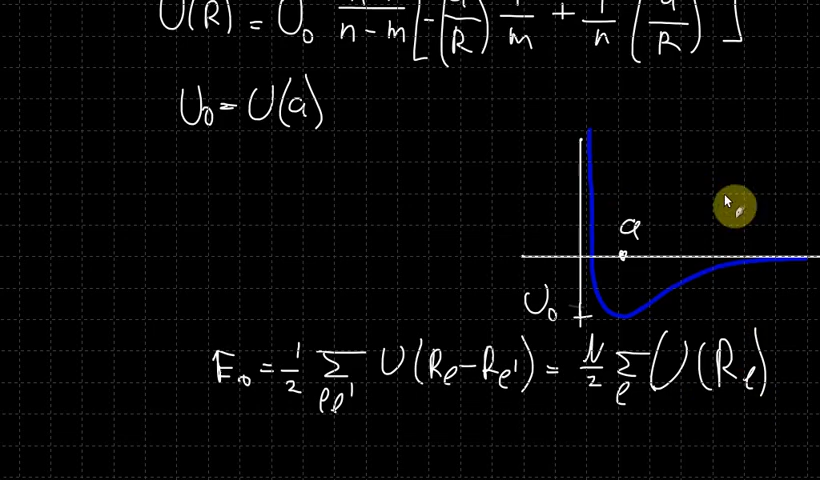 U(R) = U₀ / n − m [ −( / R ) 1/m + 1/n ( a/R ) ]
U₀ = U(a)
a
U₀
E₀ = 1/2 Σ_{ll'} U(R_l − R_l') = N/2 Σ_l U(R_l)